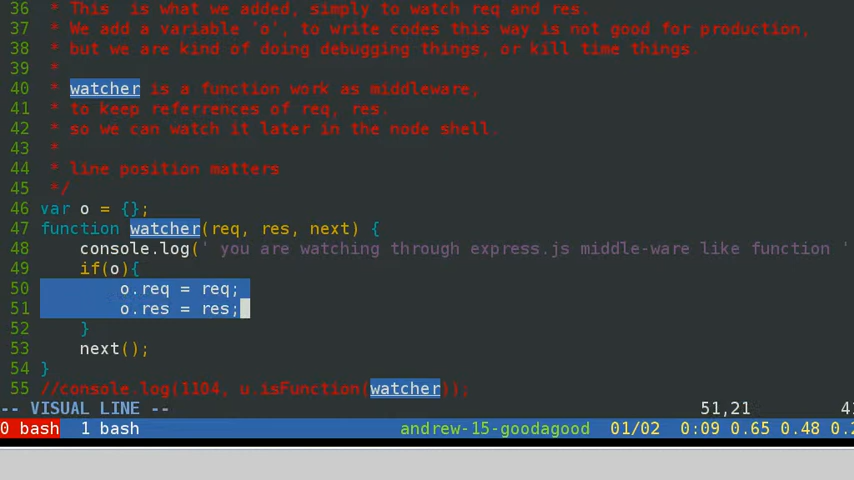 36  * This  is what we added, simply to watch req and res.
37  * We add a variable 'o', to write codes this way is not good for production,
38  * but we are kind of doing debugging things, or kill time things.
39  *
40  * watcher is a function work as middleware,
41  * to keep referrences of req, res.
42  * so we can watch it later in the node shell.
43  *
44  * line position matters
45  */
46 var o = {};
47 function watcher(req, res, next) {
48     console.log(' you are watching through express.js middle-ware like function '
49     if(o){
50         o.req = req;
51         o.res = res;
52     }
53     next();
54 }
55 //console.log(1104, u.isFunction(watcher));
-- VISUAL LINE -- 51,21
0 bash  1 bash andrew-15-goodagood 01/02 0:09 0.65 0.48